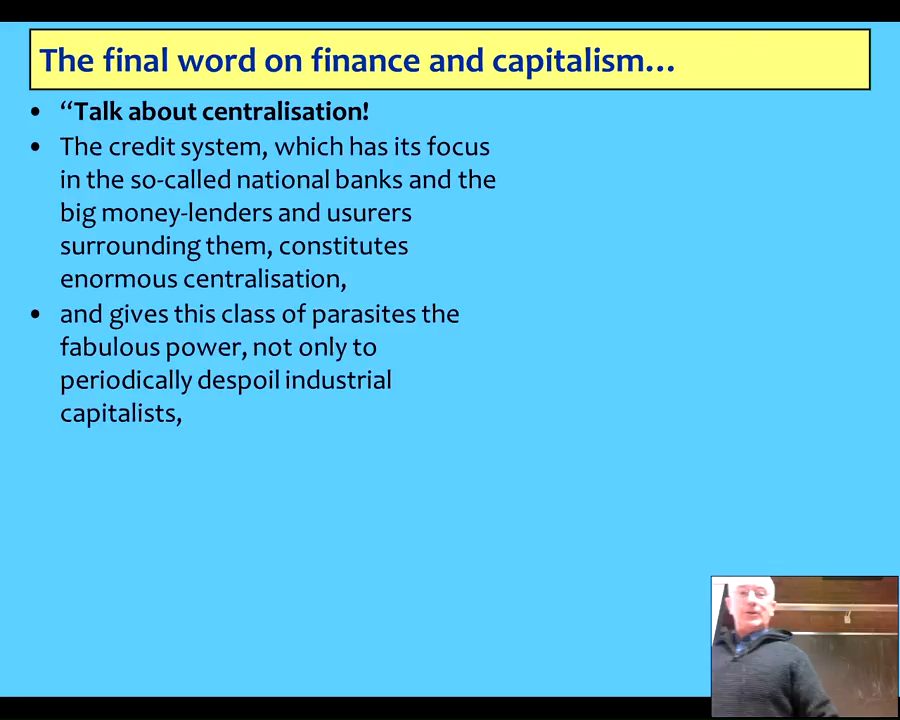 The final word on finance and capitalism…
• “Talk about centralisation!
• The credit system, which has its focus
in the so-called national banks and the
big money-lenders and usurers
surrounding them, constitutes
enormous centralisation,
• and gives this class of parasites the
fabulous power, not only to
periodically despoil industrial
capitalists,